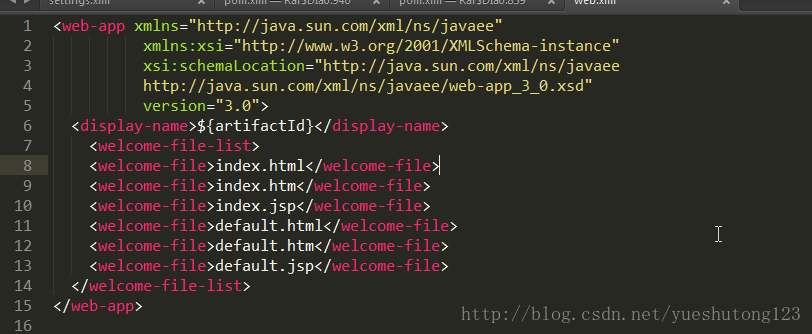 settings.xml pom.xml — Rar$DIa0.940 pom.xml — Rar$DIa0.859 web.xml
1 <web-app xmlns="http://java.sun.com/xml/ns/javaee"
2 xmlns:xsi="http://www.w3.org/2001/XMLSchema-instance"
3 xsi:schemaLocation="http://java.sun.com/xml/ns/javaee
4 http://java.sun.com/xml/ns/javaee/web-app_3_0.xsd"
5 version="3.0">
6 <display-name>${artifactId}</display-name>
7 <welcome-file-list>
8 <welcome-file>index.html</welcome-file>
9 <welcome-file>index.htm</welcome-file>
10 <welcome-file>index.jsp</welcome-file>
11 <welcome-file>default.html</welcome-file>
12 <welcome-file>default.htm</welcome-file>
13 <welcome-file>default.jsp</welcome-file>
14 </welcome-file-list>
15 </web-app>
16
http://blog.csdn.net/yueshutong123